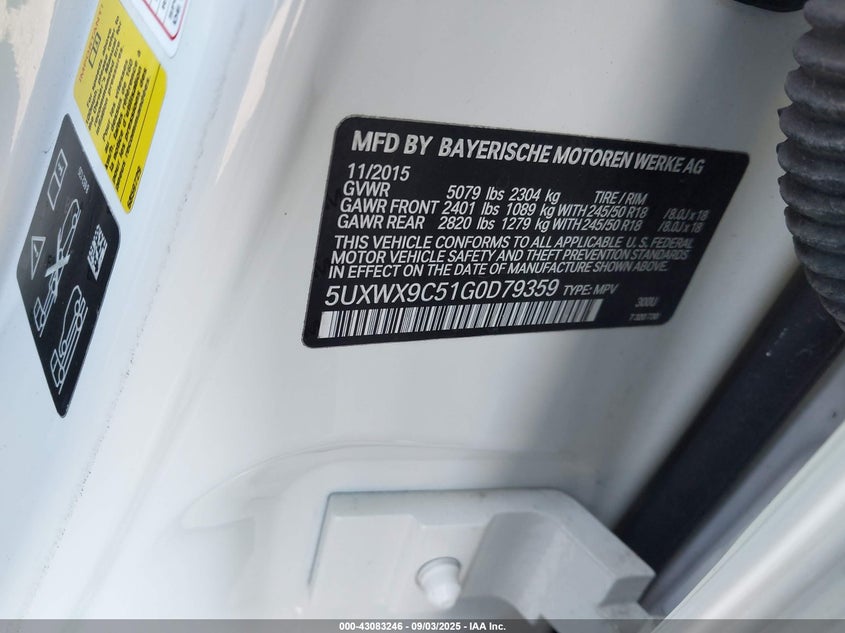 MFD BY BAYERISCHE MOTOREN WERKE AG
11/2015
GVWR 5079 lbs 2304 kg TIRE / RIM
GAWR FRONT 2401 lbs 1089 kg WITH 245/50 R18 /8.0J x 18
GAWR REAR 2820 lbs 1279 kg WITH 245/50 R18 /8.0J x 18
THIS VEHICLE CONFORMS TO ALL APPLICABLE U.S. FEDERAL
MOTOR VEHICLE SAFETY AND THEFT PREVENTION STANDARDS
IN EFFECT ON THE DATE OF MANUFACTURE SHOWN ABOVE.
5UXWX9C51G0D79359 TYPE: MPV
300U
7 320 730
000-43083246 - 09/03/2025 - IAA Inc.